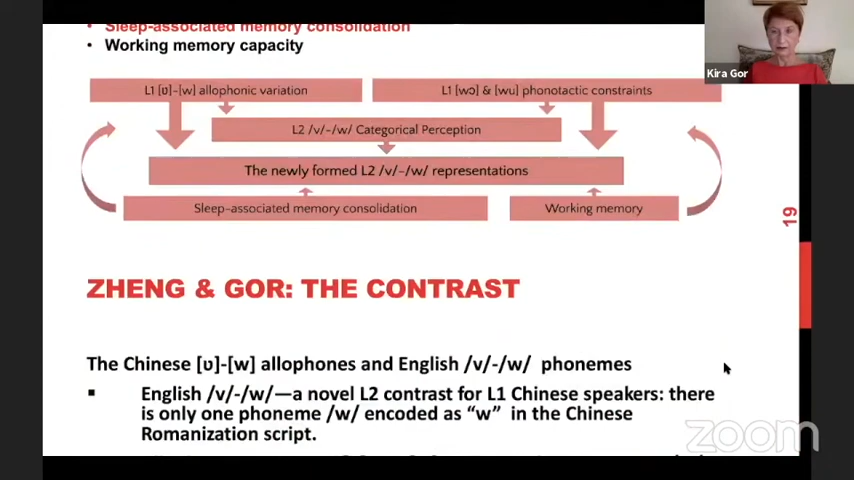 Sleep-associated memory consolidation
• Working memory capacity
L1 [ʋ]-[w] allophonic variation
L1 [wɔ] & [wu] phonotactic constraints
L2 /v/-/w/ Categorical Perception
The newly formed L2 /v/-/w/ representations
Sleep-associated memory consolidation
Working memory
19
ZHENG & GOR: THE CONTRAST
The Chinese [ʋ]-[w] allophones and English /v/-/w/ phonemes
▪ English /v/-/w/—a novel L2 contrast for L1 Chinese speakers: there
is only one phoneme /w/ encoded as “w” in the Chinese
Romanization script.
Kira Gor
zoom